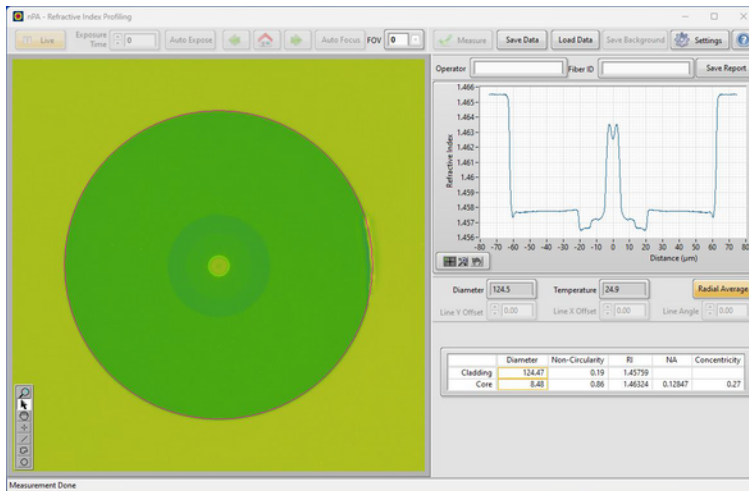 nPA - Refractive Index Profiling
Live Exposure Time 0 Auto Expose Auto Focus FOV 0 Measure Save Data Load Data Save Background Settings ?
Operator Fiber ID Save Report
1.466
1.465
1.464
1.463
1.462
1.461
1.46
1.459
1.458
1.457
1.456
Refractive Index
-80 -70 -60 -50 -40 -30 -20 -10 0 10 20 30 40 50 60 70 80
Distance (µm)
Diameter 124.5 Temperature 24.9 Radial Average
Line Y Offset 0.00 Line X Offset 0.00 Line Angle 0.00
Diameter Non-Circularity RI NA Concentricity
Cladding 124.47 0.19 1.45759
Core 8.48 0.86 1.46324 0.12847 0.27
Measurement Done